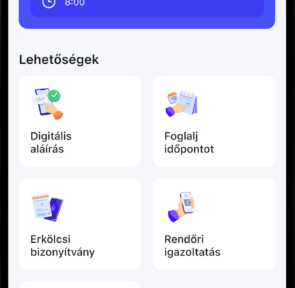 8:00
Lehetőségek
Digitális
aláírás
Foglalj
időpontot
Erkölcsi
bizonyítvány
Rendőri
igazoltatás